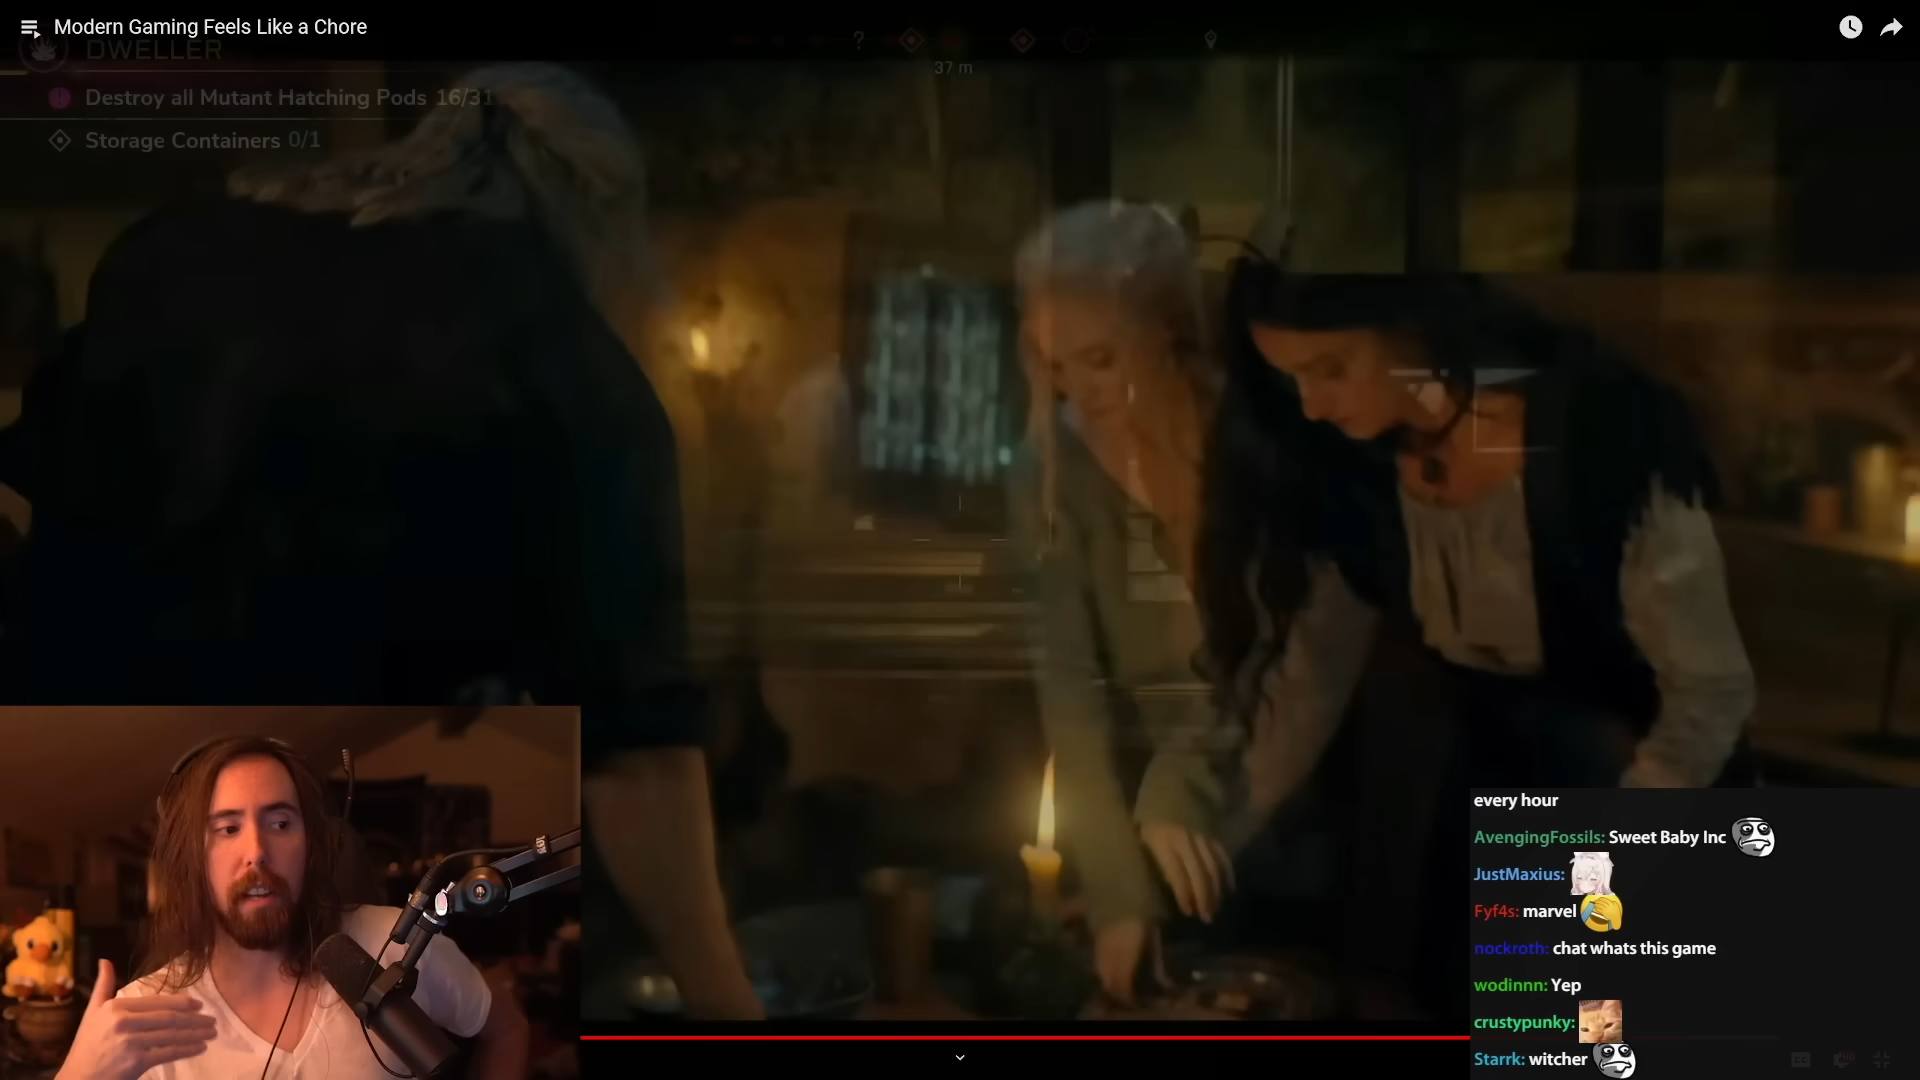 Modern Gaming Feels Like a Chore
DWELLER
37 m
Destroy all Mutant Hatching Pods 16/31
Storage Containers 0/1
every hour
AvengingFossils: Sweet Baby Inc
JustMaxius:
Fyf4s: marvel
nockroth: chat whats this game
wodinnn: Yep
crustypunky:
Starrk: witcher